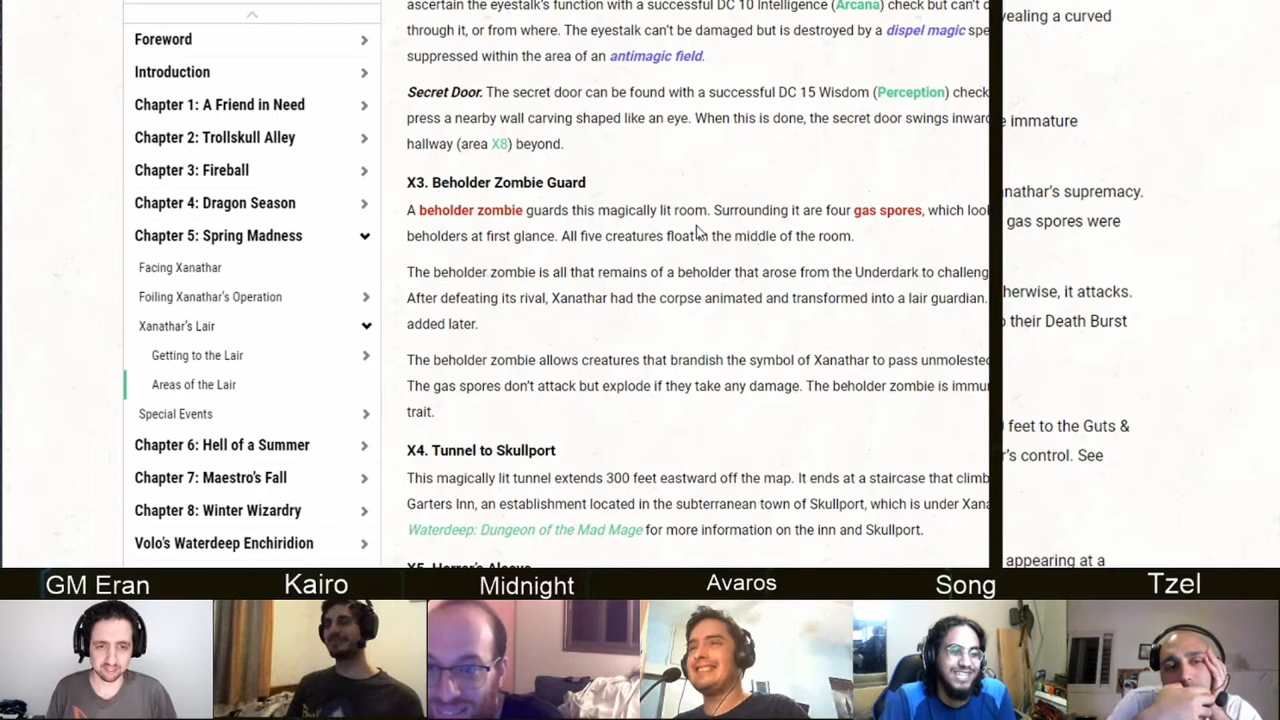 Foreword
Introduction
Chapter 1: A Friend in Need
Chapter 2: Trollskull Alley
Chapter 3: Fireball
Chapter 4: Dragon Season
Chapter 5: Spring Madness
Facing Xanathar
Foiling Xanathar's Operation
Xanathar's Lair
Getting to the Lair
Areas of the Lair
Special Events
Chapter 6: Hell of a Summer
Chapter 7: Maestro's Fall
Chapter 8: Winter Wizardry
Volo's Waterdeep Enchiridion
ascertain the eyestalk's function with a successful DC 10 Intelligence (Arcana) check but can't d
through it, or from where. The eyestalk can't be damaged but is destroyed by a dispel magic spe
suppressed within the area of an antimagic field.
Secret Door. The secret door can be found with a successful DC 15 Wisdom (Perception) check
press a nearby wall carving shaped like an eye. When this is done, the secret door swings inward
hallway (area X8) beyond.
X3. Beholder Zombie Guard
A beholder zombie guards this magically lit room. Surrounding it are four gas spores, which look
beholders at first glance. All five creatures float in the middle of the room.
The beholder zombie is all that remains of a beholder that arose from the Underdark to challeng
After defeating its rival, Xanathar had the corpse animated and transformed into a lair guardian.
added later.
The beholder zombie allows creatures that brandish the symbol of Xanathar to pass unmolested
The gas spores don't attack but explode if they take any damage. The beholder zombie is immu
trait.
X4. Tunnel to Skullport
This magically lit tunnel extends 300 feet eastward off the map. It ends at a staircase that climb
Garters Inn, an establishment located in the subterranean town of Skullport, which is under Xana
Waterdeep: Dungeon of the Mad Mage for more information on the inn and Skullport.
vealing a curved
e immature
anathar's supremacy.
gas spores were
herwise, it attacks.
o their Death Burst
feet to the Guts &
r's control. See
appearing at a
GM Eran
Kairo
Midnight
Avaros
Song
Tzel